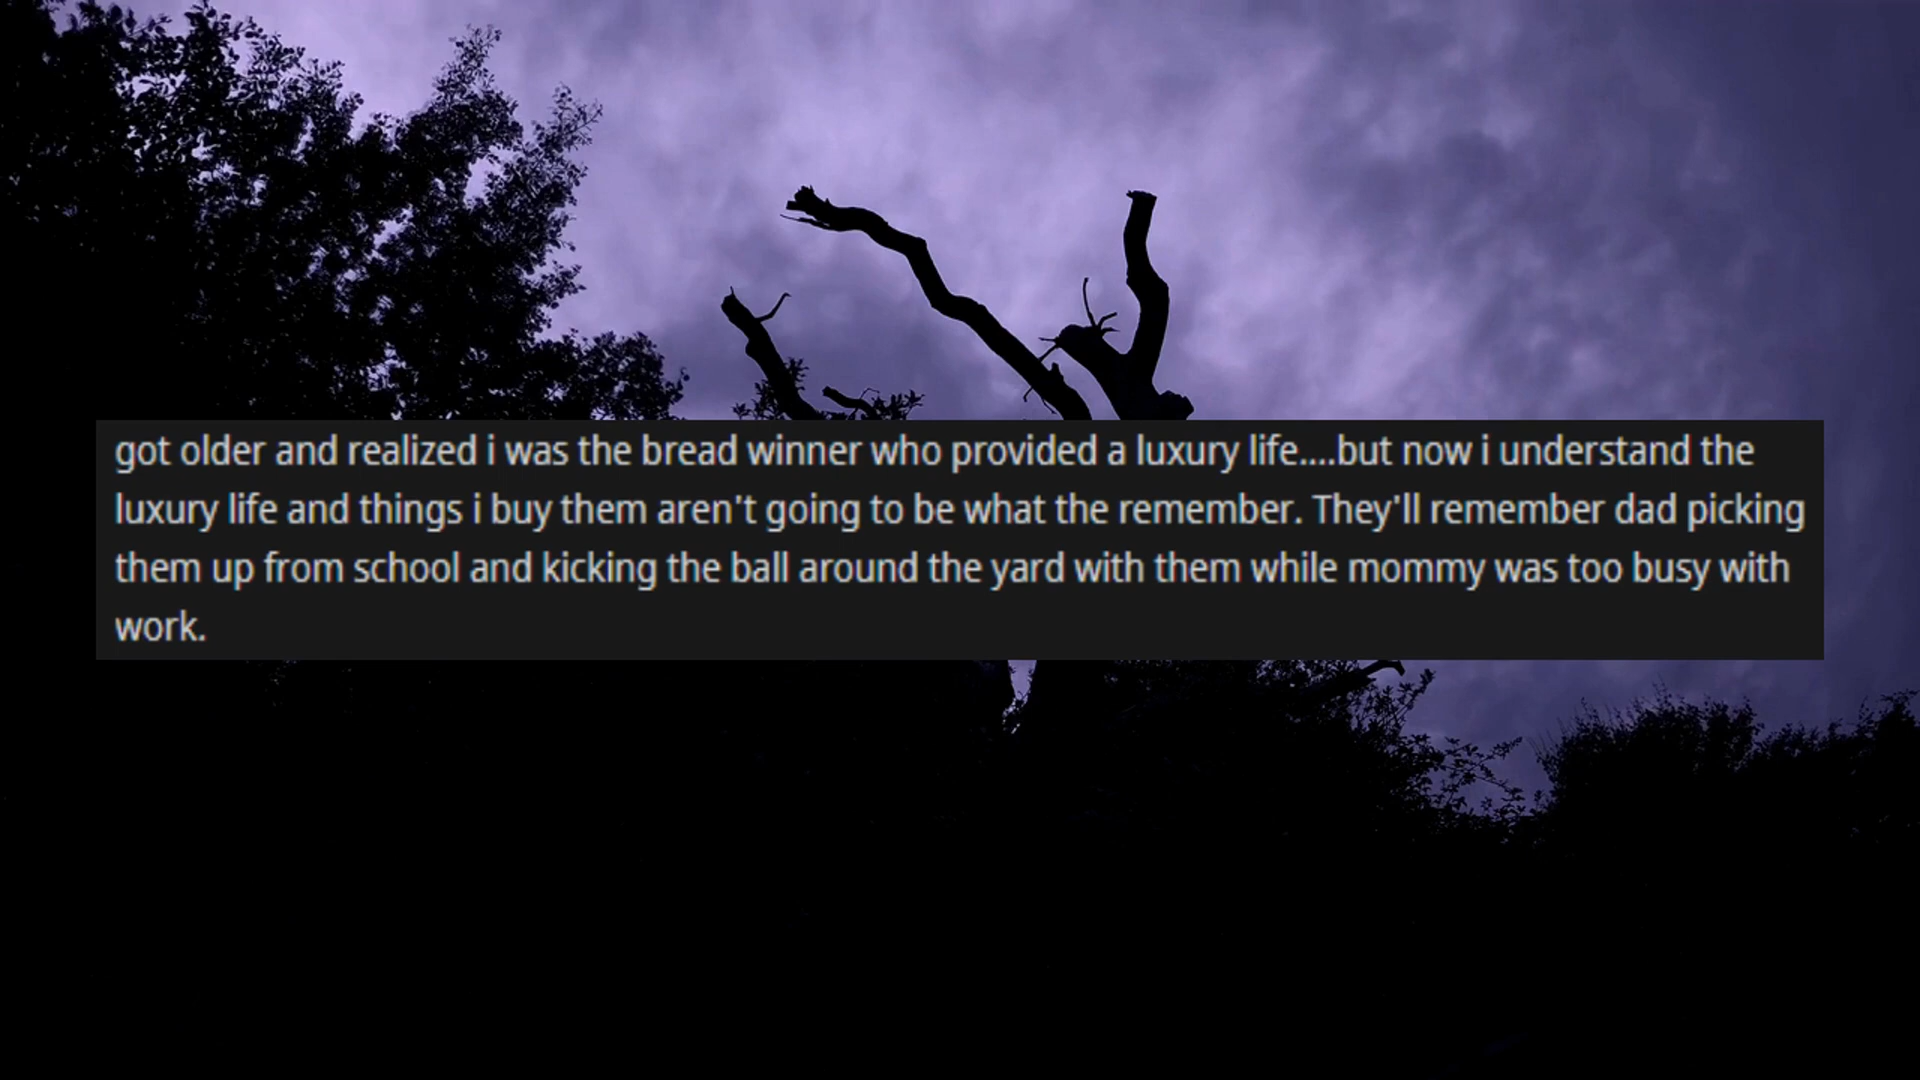 got older and realized i was the bread winner who provided a luxury life....but now i understand the
luxury life and things i buy them aren't going to be what the remember. They'll remember dad picking
them up from school and kicking the ball around the yard with them while mommy was too busy with
work.